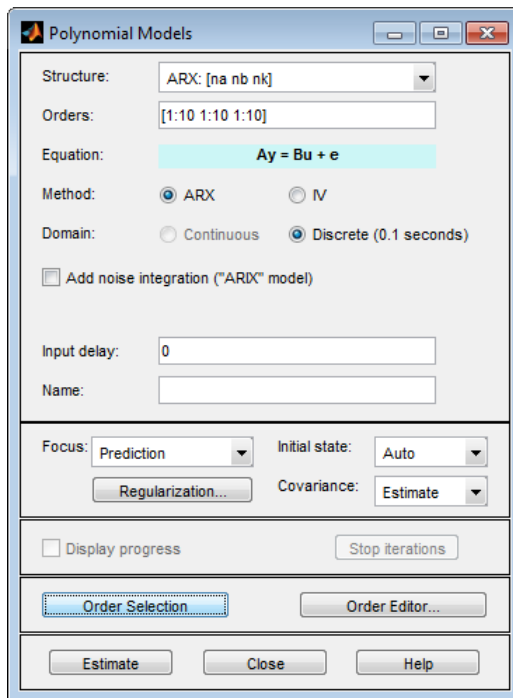 Polynomial Models
Structure: ARX: [na nb nk]
Orders: [1:10 1:10 1:10]
Equation: Ay = Bu + e
Method: ARX IV
Domain: Continuous Discrete (0.1 seconds)
Add noise integration ("ARIX" model)
Input delay: 0
Name:
Focus: Prediction Initial state: Auto
Regularization... Covariance: Estimate
Display progress Stop iterations
Order Selection Order Editor...
Estimate Close Help